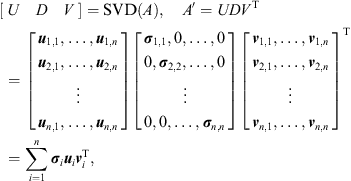 [ U D V ] = SVD(A), A′ = UDV^T
= [u_{1,1}, …, u_{1,n} u_{2,1}, …, u_{2,n} ⋮ u_{n,1}, …, u_{n,n}] [σ_{1,1}, 0, …, 0 0, σ_{2,2}, …, 0 ⋮ 0, 0, …, σ_{n,n}] [v_{1,1}, …, v_{1,n} v_{2,1}, …, v_{2,n} ⋮ v_{n,1}, …, v_{n,n}]^T
= ∑_{i=1}^{n} σ_i u_i v_i^T,